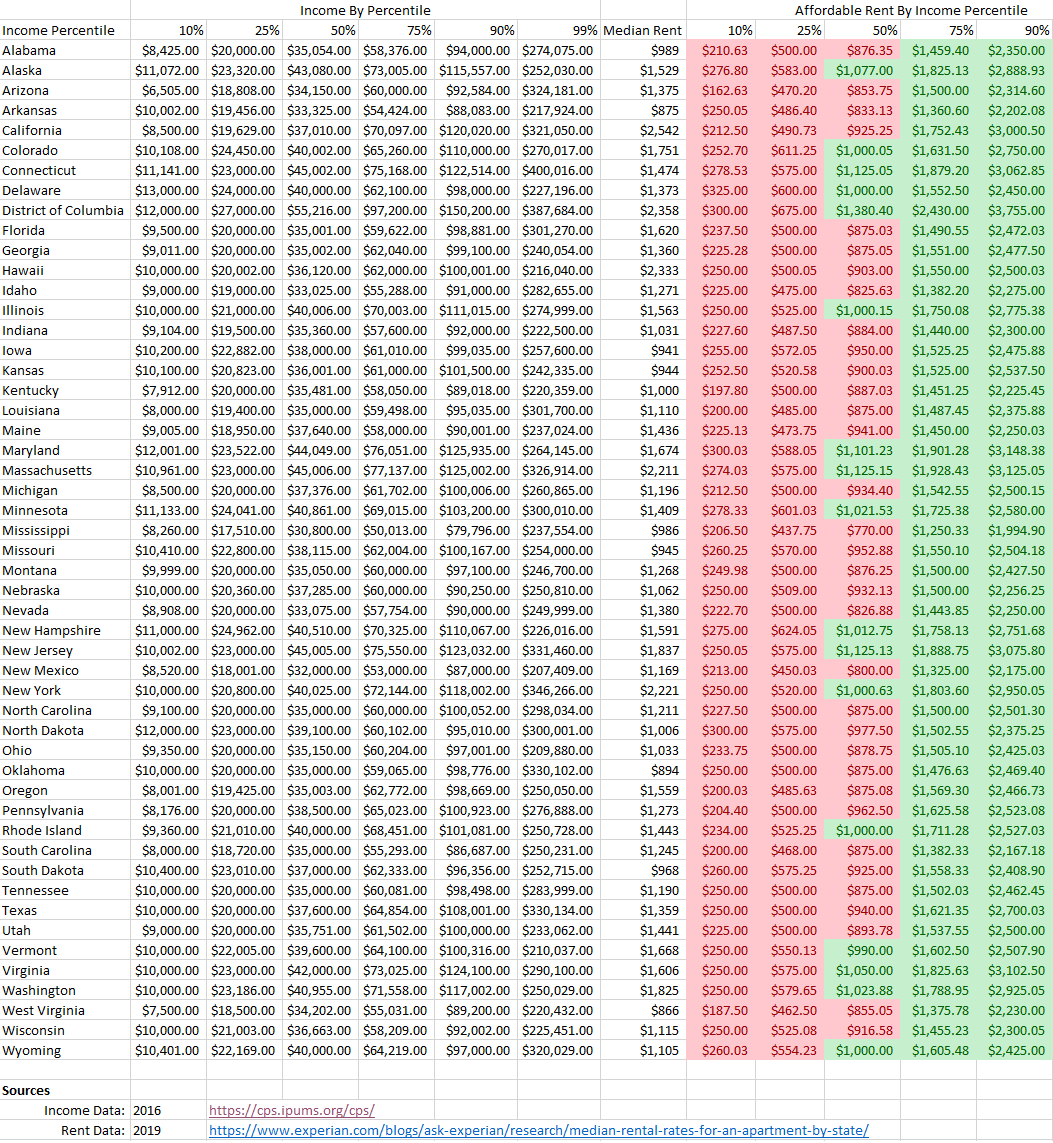 Income By Percentile Affordable Rent By Income Percentile
Income Percentile 10% 25% 50% 75% 90% 99% Median Rent 10% 25% 50% 75% 90%
Alabama $8,425.00 $20,000.00 $35,054.00 $58,376.00 $94,000.00 $274,075.00 $989 $210.63 $500.00 $876.35 $1,459.40 $2,350.00
Alaska $11,072.00 $23,320.00 $43,080.00 $73,005.00 $115,557.00 $252,030.00 $1,529 $276.80 $583.00 $1,077.00 $1,825.13 $2,888.93
Arizona $6,505.00 $18,808.00 $34,150.00 $60,000.00 $92,584.00 $324,181.00 $1,375 $162.63 $470.20 $853.75 $1,500.00 $2,314.60
Arkansas $10,002.00 $19,456.00 $33,325.00 $54,424.00 $88,083.00 $217,924.00 $875 $250.05 $486.40 $833.13 $1,360.60 $2,202.08
California $8,500.00 $19,629.00 $37,010.00 $70,097.00 $120,020.00 $321,050.00 $2,542 $212.50 $490.73 $925.25 $1,752.43 $3,000.50
Colorado $10,108.00 $24,450.00 $40,002.00 $65,260.00 $110,000.00 $270,017.00 $1,751 $252.70 $611.25 $1,000.05 $1,631.50 $2,750.00
Connecticut $11,141.00 $23,000.00 $45,002.00 $75,168.00 $122,514.00 $400,016.00 $1,474 $278.53 $575.00 $1,125.05 $1,879.20 $3,062.85
Delaware $13,000.00 $24,000.00 $40,000.00 $62,100.00 $98,000.00 $227,196.00 $1,373 $325.00 $600.00 $1,000.00 $1,552.50 $2,450.00
District of Columbia $12,000.00 $27,000.00 $55,216.00 $97,200.00 $150,200.00 $387,684.00 $2,358 $300.00 $675.00 $1,380.40 $2,430.00 $3,755.00
Florida $9,500.00 $20,000.00 $35,001.00 $59,622.00 $98,881.00 $301,270.00 $1,620 $237.50 $500.00 $875.03 $1,490.55 $2,472.03
Georgia $9,011.00 $20,000.00 $35,002.00 $62,040.00 $99,100.00 $240,054.00 $1,360 $225.28 $500.00 $875.05 $1,551.00 $2,477.50
Hawaii $10,000.00 $20,002.00 $36,120.00 $62,000.00 $100,001.00 $216,040.00 $2,333 $250.00 $500.05 $903.00 $1,550.00 $2,500.03
Idaho $9,000.00 $19,000.00 $33,025.00 $55,288.00 $91,000.00 $282,655.00 $1,271 $225.00 $475.00 $825.63 $1,382.20 $2,275.00
Illinois $10,000.00 $21,000.00 $40,006.00 $70,003.00 $111,015.00 $274,999.00 $1,563 $250.00 $525.00 $1,000.15 $1,750.08 $2,775.38
Indiana $9,104.00 $19,500.00 $35,360.00 $57,600.00 $92,000.00 $222,500.00 $1,031 $227.60 $487.50 $884.00 $1,440.00 $2,300.00
Iowa $10,200.00 $22,882.00 $38,000.00 $61,010.00 $99,035.00 $257,600.00 $941 $255.00 $572.05 $950.00 $1,525.25 $2,475.88
Kansas $10,100.00 $20,823.00 $36,001.00 $61,000.00 $101,500.00 $242,335.00 $944 $252.50 $520.58 $900.03 $1,525.00 $2,537.50
Kentucky $7,912.00 $20,000.00 $35,481.00 $58,050.00 $89,018.00 $220,359.00 $1,000 $197.80 $500.00 $887.03 $1,451.25 $2,225.45
Louisiana $8,000.00 $19,400.00 $35,000.00 $59,498.00 $95,035.00 $301,700.00 $1,110 $200.00 $485.00 $875.00 $1,487.45 $2,375.88
Maine $9,005.00 $18,950.00 $37,640.00 $58,000.00 $90,001.00 $237,024.00 $1,436 $225.13 $473.75 $941.00 $1,450.00 $2,250.03
Maryland $12,001.00 $23,522.00 $44,049.00 $76,051.00 $125,935.00 $264,145.00 $1,674 $300.03 $588.05 $1,101.23 $1,901.28 $3,148.38
Massachusetts $10,961.00 $23,000.00 $45,006.00 $77,137.00 $125,002.00 $326,914.00 $2,211 $274.03 $575.00 $1,125.15 $1,928.43 $3,125.05
Michigan $8,500.00 $20,000.00 $37,376.00 $61,702.00 $100,006.00 $260,865.00 $1,196 $212.50 $500.00 $934.40 $1,542.55 $2,500.15
Minnesota $11,133.00 $24,041.00 $40,861.00 $69,015.00 $103,200.00 $300,010.00 $1,409 $278.33 $601.03 $1,021.53 $1,725.38 $2,580.00
Mississippi $8,260.00 $17,510.00 $30,800.00 $50,013.00 $79,796.00 $237,554.00 $986 $206.50 $437.75 $770.00 $1,250.33 $1,994.90
Missouri $10,410.00 $22,800.00 $38,115.00 $62,004.00 $100,167.00 $254,000.00 $945 $260.25 $570.00 $952.88 $1,550.10 $2,504.18
Montana $9,999.00 $20,000.00 $35,050.00 $60,000.00 $97,100.00 $246,700.00 $1,268 $249.98 $500.00 $876.25 $1,500.00 $2,427.50
Nebraska $10,000.00 $20,360.00 $37,285.00 $60,000.00 $90,250.00 $250,810.00 $1,062 $250.00 $509.00 $932.13 $1,500.00 $2,256.25
Nevada $8,908.00 $20,000.00 $33,075.00 $57,754.00 $90,000.00 $249,999.00 $1,380 $222.70 $500.00 $826.88 $1,443.85 $2,250.00
New Hampshire $11,000.00 $24,962.00 $40,510.00 $70,325.00 $110,067.00 $226,016.00 $1,591 $275.00 $624.05 $1,012.75 $1,758.13 $2,751.68
New Jersey $10,002.00 $23,000.00 $45,005.00 $75,550.00 $123,032.00 $331,460.00 $1,837 $250.05 $575.00 $1,125.13 $1,888.75 $3,075.80
New Mexico $8,520.00 $18,001.00 $32,000.00 $53,000.00 $87,000.00 $207,409.00 $1,169 $213.00 $450.03 $800.00 $1,325.00 $2,175.00
New York $10,000.00 $20,800.00 $40,025.00 $72,144.00 $118,002.00 $346,266.00 $2,221 $250.00 $520.00 $1,000.63 $1,803.60 $2,950.05
North Carolina $9,100.00 $20,000.00 $35,000.00 $60,000.00 $100,052.00 $298,034.00 $1,211 $227.50 $500.00 $875.00 $1,500.00 $2,501.30
North Dakota $12,000.00 $23,000.00 $39,100.00 $60,102.00 $95,010.00 $300,001.00 $1,006 $300.00 $575.00 $977.50 $1,502.55 $2,375.25
Ohio $9,350.00 $20,000.00 $35,150.00 $60,204.00 $97,001.00 $209,880.00 $1,033 $233.75 $500.00 $878.75 $1,505.10 $2,425.03
Oklahoma $10,000.00 $20,000.00 $35,000.00 $59,065.00 $98,776.00 $330,102.00 $894 $250.00 $500.00 $875.00 $1,476.63 $2,469.40
Oregon $8,001.00 $19,425.00 $35,003.00 $62,772.00 $98,669.00 $250,050.00 $1,559 $200.03 $485.63 $875.08 $1,569.30 $2,466.73
Pennsylvania $8,176.00 $20,000.00 $38,500.00 $65,023.00 $100,923.00 $276,888.00 $1,273 $204.40 $500.00 $962.50 $1,625.58 $2,523.08
Rhode Island $9,360.00 $21,010.00 $40,000.00 $68,451.00 $101,081.00 $250,728.00 $1,443 $234.00 $525.25 $1,000.00 $1,711.28 $2,527.03
South Carolina $8,000.00 $18,720.00 $35,000.00 $55,293.00 $86,687.00 $250,231.00 $1,245 $200.00 $468.00 $875.00 $1,382.33 $2,167.18
South Dakota $10,400.00 $23,010.00 $37,000.00 $62,333.00 $96,356.00 $252,715.00 $968 $260.00 $575.25 $925.00 $1,558.33 $2,408.90
Tennessee $10,000.00 $20,000.00 $35,000.00 $60,081.00 $98,498.00 $283,999.00 $1,190 $250.00 $500.00 $875.00 $1,502.03 $2,462.45
Texas $10,000.00 $20,000.00 $37,600.00 $64,854.00 $108,001.00 $330,134.00 $1,359 $250.00 $500.00 $940.00 $1,621.35 $2,700.03
Utah $9,000.00 $20,000.00 $35,751.00 $61,502.00 $100,000.00 $233,062.00 $1,441 $225.00 $500.00 $893.78 $1,537.55 $2,500.00
Vermont $10,000.00 $22,005.00 $39,600.00 $64,100.00 $100,316.00 $210,037.00 $1,668 $250.00 $550.13 $990.00 $1,602.50 $2,507.90
Virginia $10,000.00 $23,000.00 $42,000.00 $73,025.00 $124,100.00 $290,100.00 $1,606 $250.00 $575.00 $1,050.00 $1,825.63 $3,102.50
Washington $10,000.00 $23,186.00 $40,955.00 $71,558.00 $117,002.00 $250,029.00 $1,825 $250.00 $579.65 $1,023.88 $1,788.95 $2,925.05
West Virginia $7,500.00 $18,500.00 $34,202.00 $55,031.00 $89,200.00 $220,432.00 $866 $187.50 $462.50 $855.05 $1,375.78 $2,230.00
Wisconsin $10,000.00 $21,003.00 $36,663.00 $58,209.00 $92,002.00 $225,451.00 $1,115 $250.00 $525.08 $916.58 $1,455.23 $2,300.05
Wyoming $10,401.00 $22,169.00 $40,000.00 $64,219.00 $97,000.00 $320,029.00 $1,105 $260.03 $554.23 $1,000.00 $1,605.48 $2,425.00
Sources
Income Data: 2016 https://cps.ipums.org/cps/
Rent Data: 2019 https://www.experian.com/blogs/ask-experian/research/median-rental-rates-for-an-apartment-by-state/